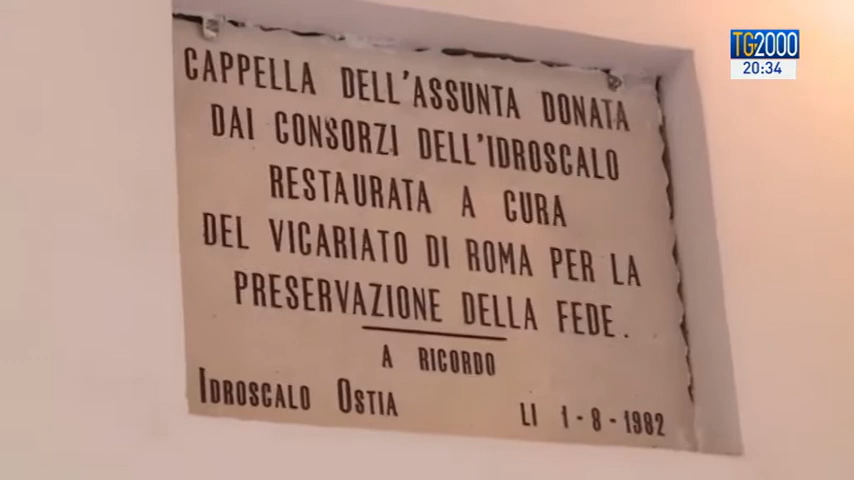 TG2000
20:34
CAPPELLA DELL'ASSUNTA DONATA
DAI CONSORZI DELL'IDROSCALO
RESTAURATA A CURA
DEL VICARIATO DI ROMA PER LA
PRESERVAZIONE DELLA FEDE.
A RICORDO
IDROSCALO OSTIA LI 1-8-1982